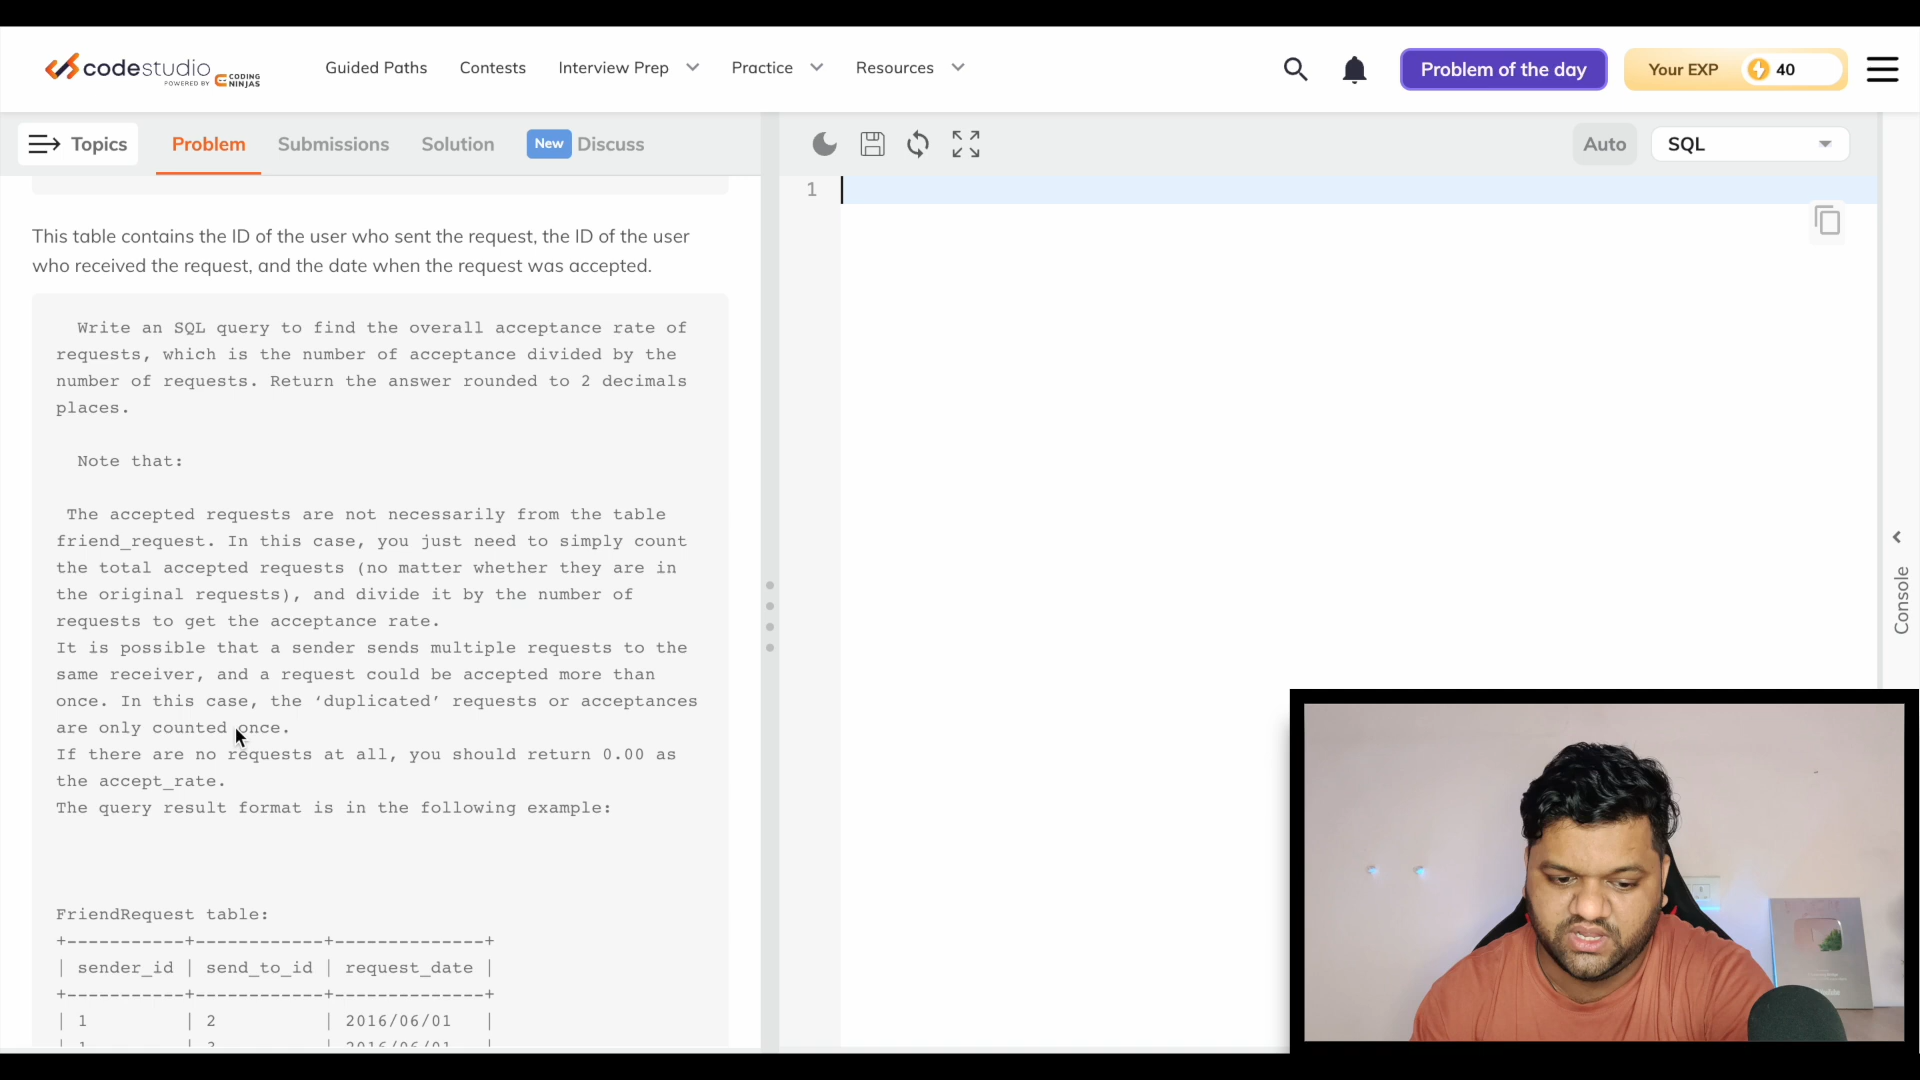 codestudio
POWERED BY CODING NINJAS
Guided Paths
Contests
Interview Prep
Practice
Resources
Problem of the day
Your EXP
40
Topics
Problem
Submissions
Solution
New
Discuss
Auto
SQL
1
This table contains the ID of the user who sent the request, the ID of the user
who received the request, and the date when the request was accepted.
Write an SQL query to find the overall acceptance rate of
requests, which is the number of acceptance divided by the
number of requests. Return the answer rounded to 2 decimals
places.
Note that:
The accepted requests are not necessarily from the table
friend_request. In this case, you just need to simply count
the total accepted requests (no matter whether they are in
the original requests), and divide it by the number of
requests to get the acceptance rate.
It is possible that a sender sends multiple requests to the
same receiver, and a request could be accepted more than
once. In this case, the ‘duplicated’ requests or acceptances
are only counted once.
If there are no requests at all, you should return 0.00 as
the accept_rate.
The query result format is in the following example:
FriendRequest table:
+-----------+------------+--------------+
| sender_id | send_to_id | request_date |
+-----------+------------+--------------+
| 1 | 2 | 2016/06/01 |
| 1 | 3 | 2016/06/01 |
Console